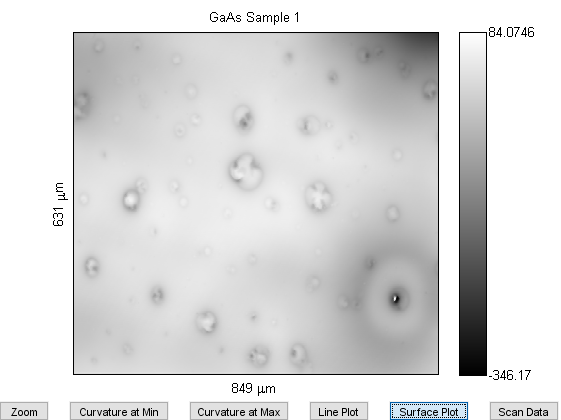 GaAs Sample 1
84.0746
631 µm
-346.17
849 µm
Zoom
Curvature at Min
Curvature at Max
Line Plot
Surface Plot
Scan Data